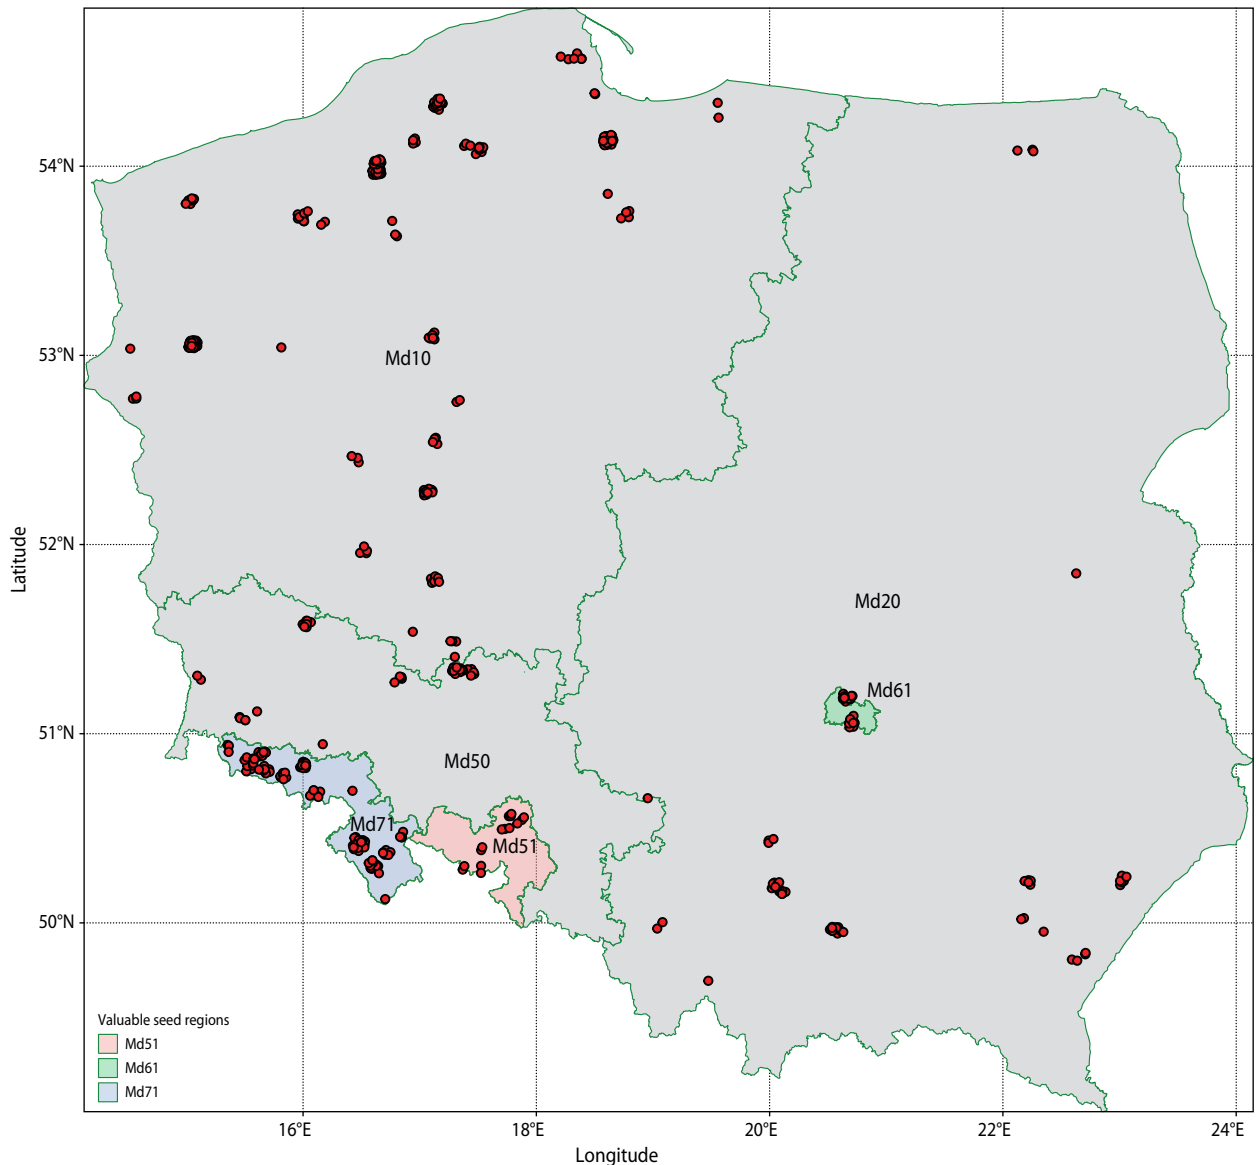 54°N
53°N
Md10
52°N
Md20
Md61
51°N
Md50
Md71
Md51
50°N
Latitude
Valuable seed regions
Md51
Md61
Md71
16°E 18°E 20°E 22°E 24°E
Longitude